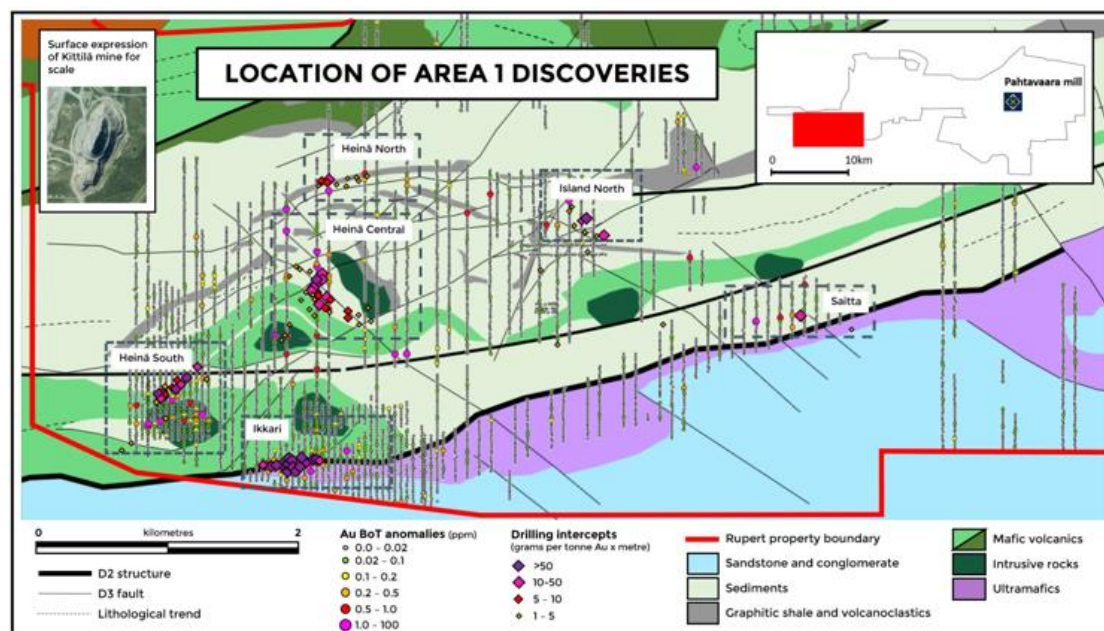 Surface expression
of Kittilä mine for
scale
LOCATION OF AREA 1 DISCOVERIES
Pahtavaara mill
0 10km
Heinä North
Island North
Heinä Central
Saitta
Heinä South
Ikkari
0 kilometres 2
D2 structure
D3 fault
Lithological trend
Au BoT anomalies (ppm)
0.0 – 0.02
0.02 – 0.1
0.1 – 0.2
0.2 – 0.5
0.5 – 1.0
1.0 – 100
Drilling intercepts
(grams per tonne Au x metre)
>50
10-50
5 – 10
1 – 5
Rupert property boundary
Sandstone and conglomerate
Sediments
Graphitic shale and volcanoclastics
Mafic volcanics
Intrusive rocks
Ultramafics